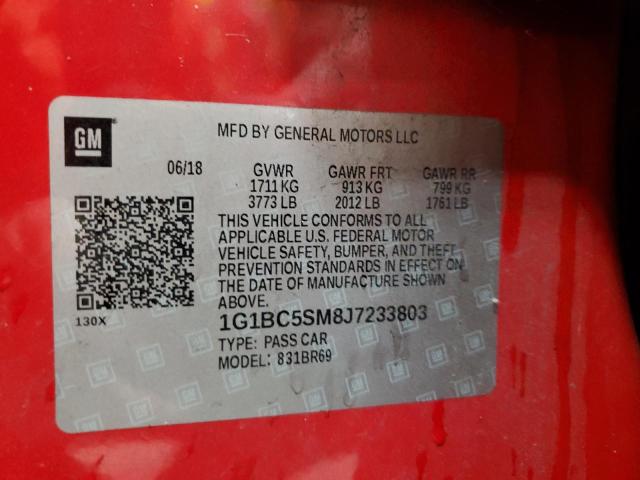 GM
MFD BY GENERAL MOTORS LLC
06/18 GVWR GAWR FRT GAWR RR
1711 KG 913 KG 799 KG
3773 LB 2012 LB 1761 LB
THIS VEHICLE CONFORMS TO ALL
APPLICABLE U.S. FEDERAL MOTOR
VEHICLE SAFETY, BUMPER, AND THEFT
PREVENTION STANDARDS IN EFFECT ON
THE DATE OF MANUFACTURE SHOWN
ABOVE.
130X
1G1BC5SM8J7233803
TYPE: PASS CAR
MODEL: 831BR69